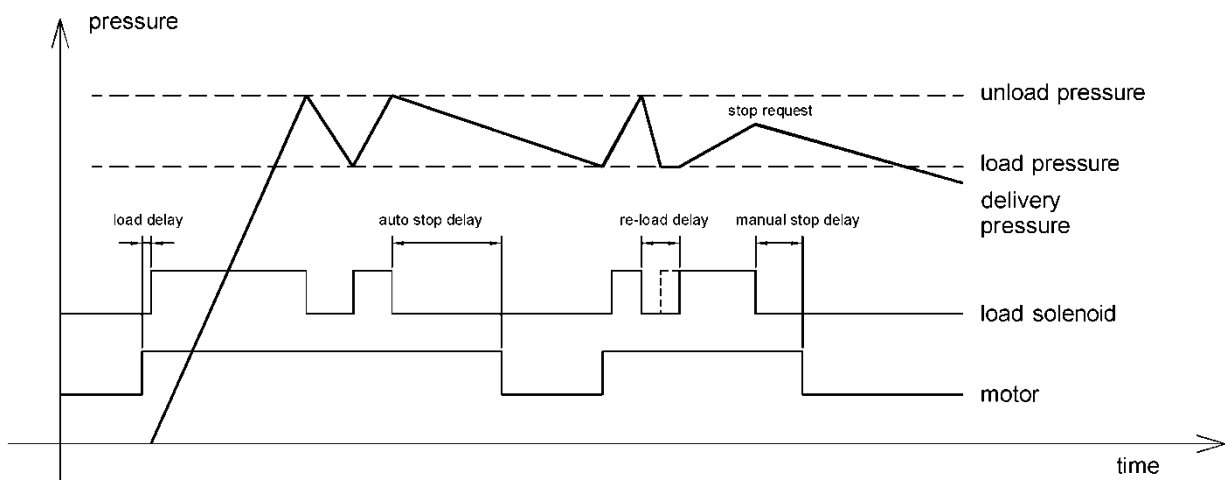 pressure
unload pressure
stop request
load pressure
delivery
pressure
load delay
auto stop delay
re-load delay
manual stop delay
load solenoid
motor
time